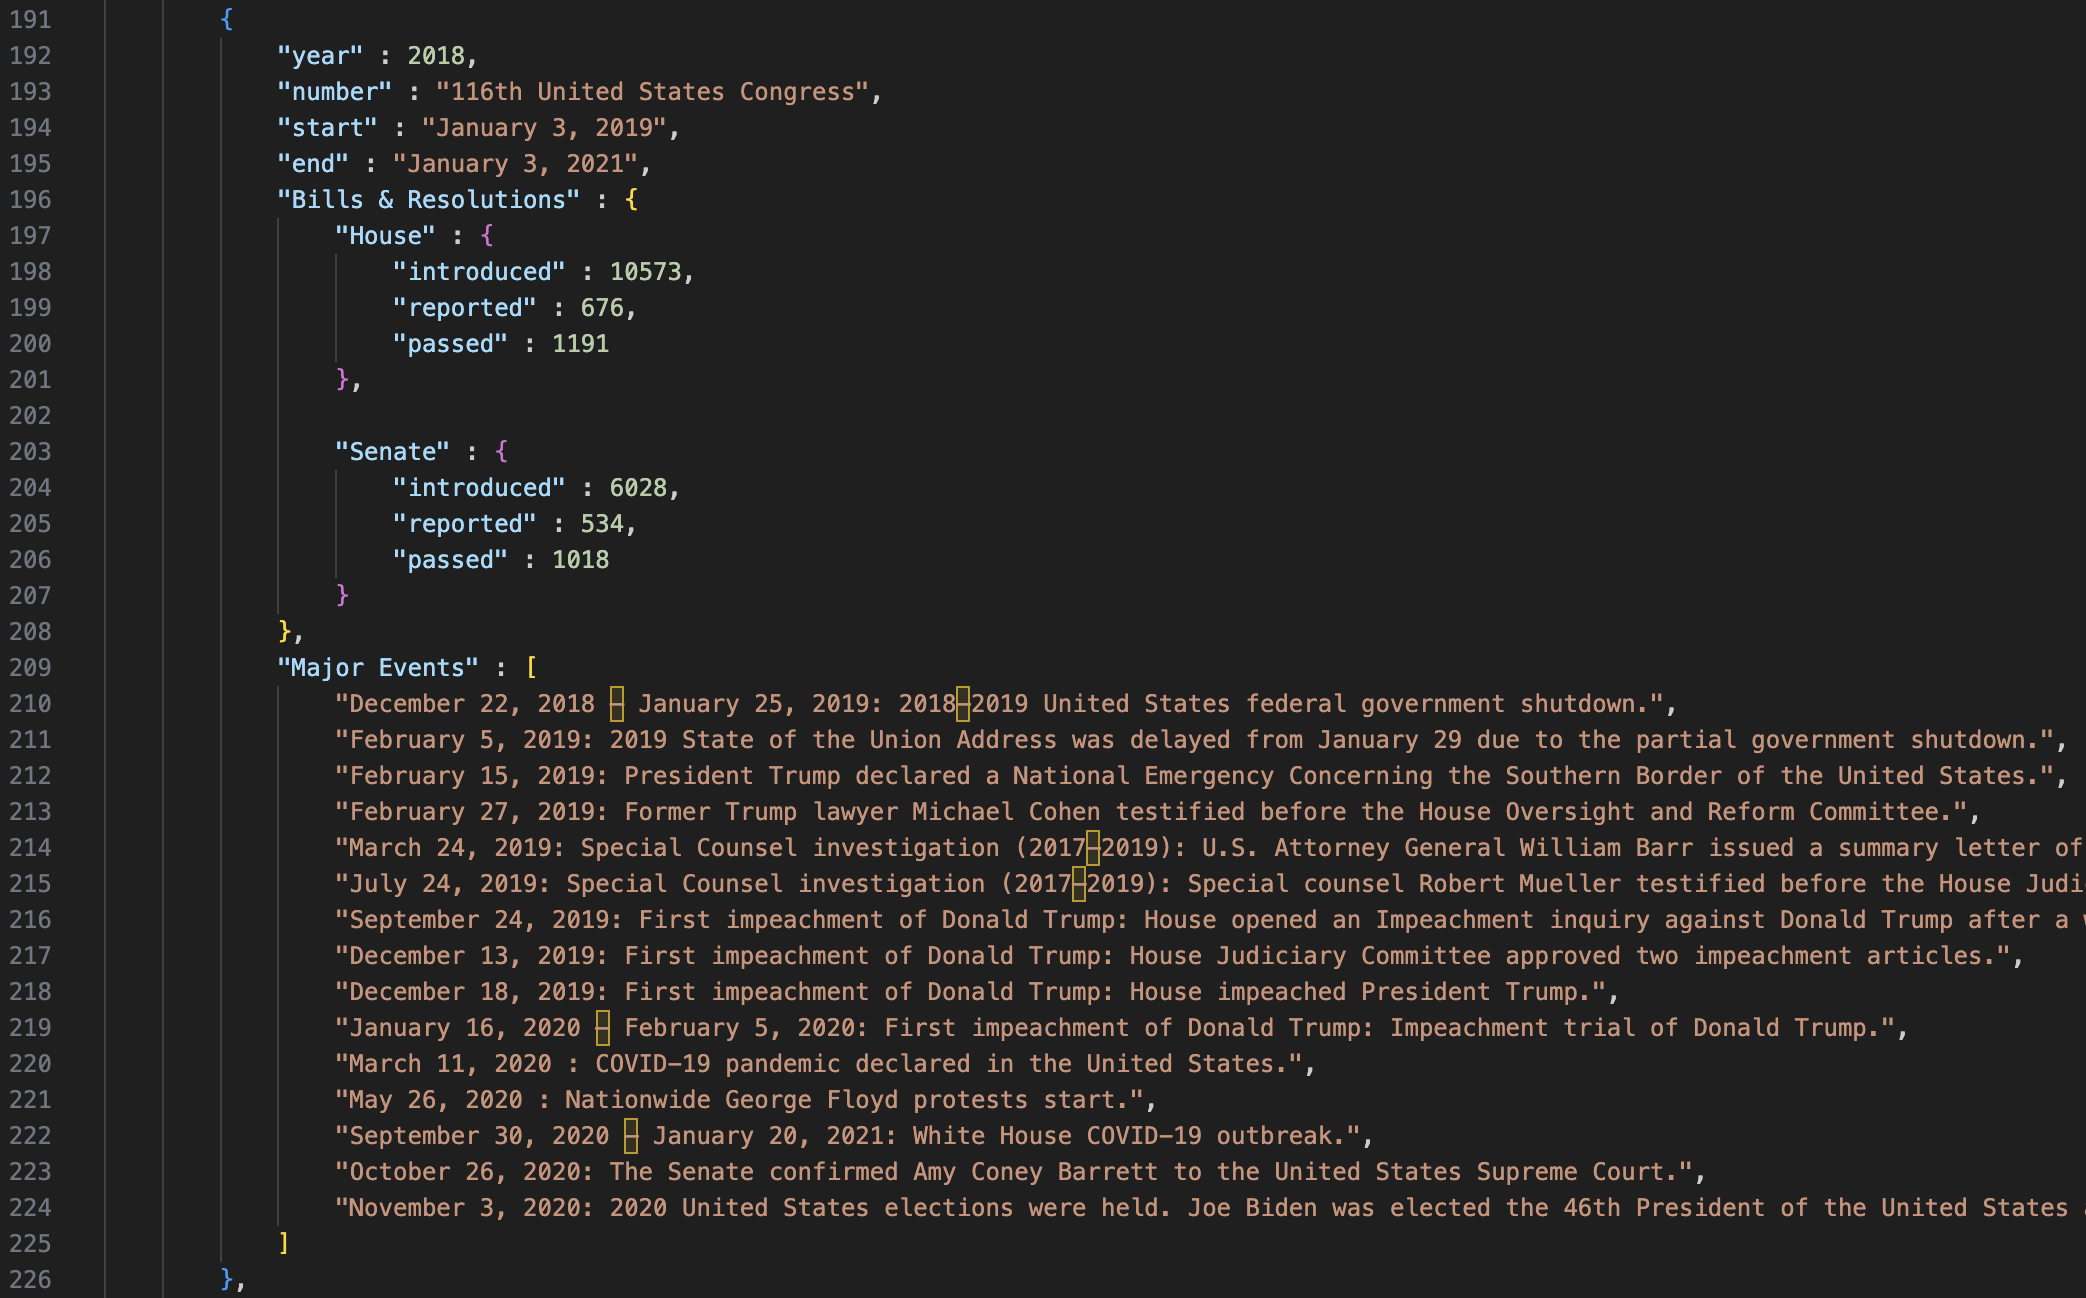 191 {
192 "year" : 2018,
193 "number" : "116th United States Congress",
194 "start" : "January 3, 2019",
195 "end" : "January 3, 2021",
196 "Bills & Resolutions" : {
197 "House" : {
198 "introduced" : 10573,
199 "reported" : 676,
200 "passed" : 1191
201 },
202
203 "Senate" : {
204 "introduced" : 6028,
205 "reported" : 534,
206 "passed" : 1018
207 }
208 },
209 "Major Events" : [
210 "December 22, 2018 – January 25, 2019: 2018–2019 United States federal government shutdown.",
211 "February 5, 2019: 2019 State of the Union Address was delayed from January 29 due to the partial government shutdown.",
212 "February 15, 2019: President Trump declared a National Emergency Concerning the Southern Border of the United States.",
213 "February 27, 2019: Former Trump lawyer Michael Cohen testified before the House Oversight and Reform Committee.",
214 "March 24, 2019: Special Counsel investigation (2017–2019): U.S. Attorney General William Barr issued a summary letter of
215 "July 24, 2019: Special Counsel investigation (2017–2019): Special counsel Robert Mueller testified before the House Judi
216 "September 24, 2019: First impeachment of Donald Trump: House opened an Impeachment inquiry against Donald Trump after a
217 "December 13, 2019: First impeachment of Donald Trump: House Judiciary Committee approved two impeachment articles.",
218 "December 18, 2019: First impeachment of Donald Trump: House impeached President Trump.",
219 "January 16, 2020 – February 5, 2020: First impeachment of Donald Trump: Impeachment trial of Donald Trump.",
220 "March 11, 2020 : COVID-19 pandemic declared in the United States.",
221 "May 26, 2020 : Nationwide George Floyd protests start.",
222 "September 30, 2020 – January 20, 2021: White House COVID-19 outbreak.",
223 "October 26, 2020: The Senate confirmed Amy Coney Barrett to the United States Supreme Court.",
224 "November 3, 2020: 2020 United States elections were held. Joe Biden was elected the 46th President of the United States
225 ]
226 },